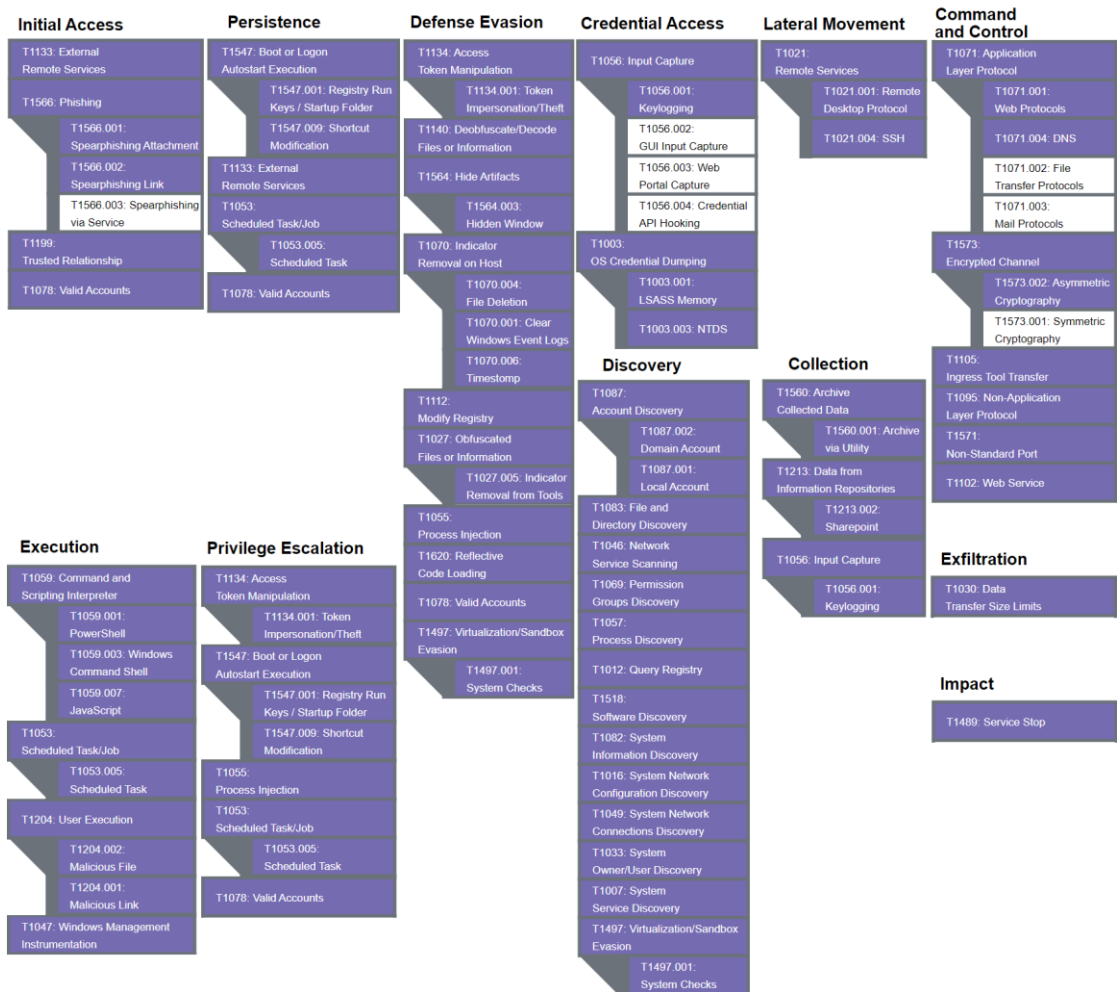 Initial Access
T1133: External
Remote Services
T1566: Phishing
T1566.001:
Spearphishing Attachment
T1566.002:
Spearphishing Link
T1566.003: Spearphishing
via Service
T1199:
Trusted Relationship
T1078: Valid Accounts
Persistence
T1547: Boot or Logon
Autostart Execution
T1547.001: Registry Run
Keys / Startup Folder
T1547.009: Shortcut
Modification
T1133: External
Remote Services
T1053:
Scheduled Task/Job
T1053.005:
Scheduled Task
T1078: Valid Accounts
Defense Evasion
T1134: Access
Token Manipulation
T1134.001: Token
Impersonation/Theft
T1140: Deobfuscate/Decode
Files or Information
T1564: Hide Artifacts
T1564.003:
Hidden Window
T1070: Indicator
Removal on Host
T1070.004:
File Deletion
T1070.001: Clear
Windows Event Logs
T1070.006:
Timestomp
T1112:
Modify Registry
T1027: Obfuscated
Files or Information
T1027.005: Indicator
Removal from Tools
T1055:
Process Injection
T1620: Reflective
Code Loading
T1078: Valid Accounts
T1497: Virtualization/Sandbox
Evasion
T1497.001:
System Checks
Credential Access
T1056: Input Capture
T1056.001:
Keylogging
T1056.002:
GUI Input Capture
T1056.003: Web
Portal Capture
T1056.004: Credential
API Hooking
T1003:
OS Credential Dumping
T1003.001:
LSASS Memory
T1003.003: NTDS
Lateral Movement
T1021:
Remote Services
T1021.001: Remote
Desktop Protocol
T1021.004: SSH
Command
and Control
T1071: Application
Layer Protocol
T1071.001:
Web Protocols
T1071.004: DNS
T1071.002: File
Transfer Protocols
T1071.003:
Mail Protocols
T1573:
Encrypted Channel
T1573.002: Asymmetric
Cryptography
T1573.001: Symmetric
Cryptography
T1105:
Ingress Tool Transfer
T1095: Non-Application
Layer Protocol
T1571:
Non-Standard Port
T1102: Web Service
Execution
T1059: Command and
Scripting Interpreter
T1059.001:
PowerShell
T1059.003: Windows
Command Shell
T1059.007:
JavaScript
T1053:
Scheduled Task/Job
T1053.005:
Scheduled Task
T1204: User Execution
T1204.002:
Malicious File
T1204.001:
Malicious Link
T1047: Windows Management
Instrumentation
Privilege Escalation
T1134: Access
Token Manipulation
T1134.001: Token
Impersonation/Theft
T1547: Boot or Logon
Autostart Execution
T1547.001: Registry Run
Keys / Startup Folder
T1547.009: Shortcut
Modification
T1055:
Process Injection
T1053:
Scheduled Task/Job
T1053.005:
Scheduled Task
T1078: Valid Accounts
Discovery
T1087:
Account Discovery
T1087.002:
Domain Account
T1087.001:
Local Account
T1083: File and
Directory Discovery
T1046: Network
Service Scanning
T1069: Permission
Groups Discovery
T1057:
Process Discovery
T1012: Query Registry
T1518:
Software Discovery
T1082: System
Information Discovery
T1016: System Network
Configuration Discovery
T1049: System Network
Connections Discovery
T1033: System
Owner/User Discovery
T1007: System
Service Discovery
T1497: Virtualization/Sandbox
Evasion
T1497.001:
System Checks
Collection
T1560: Archive
Collected Data
T1560.001: Archive
via Utility
T1213: Data from
Information Repositories
T1213.002:
Sharepoint
T1056: Input Capture
T1056.001:
Keylogging
Exfiltration
T1030: Data
Transfer Size Limits
Impact
T1489: Service Stop